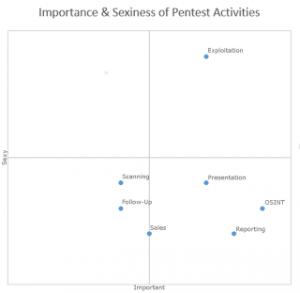 Importance & Sexiness of Pentest Activities
Exploitation
Sexy
Scanning
Presentation
Follow-Up
OSINT
Sales
Reporting
Important